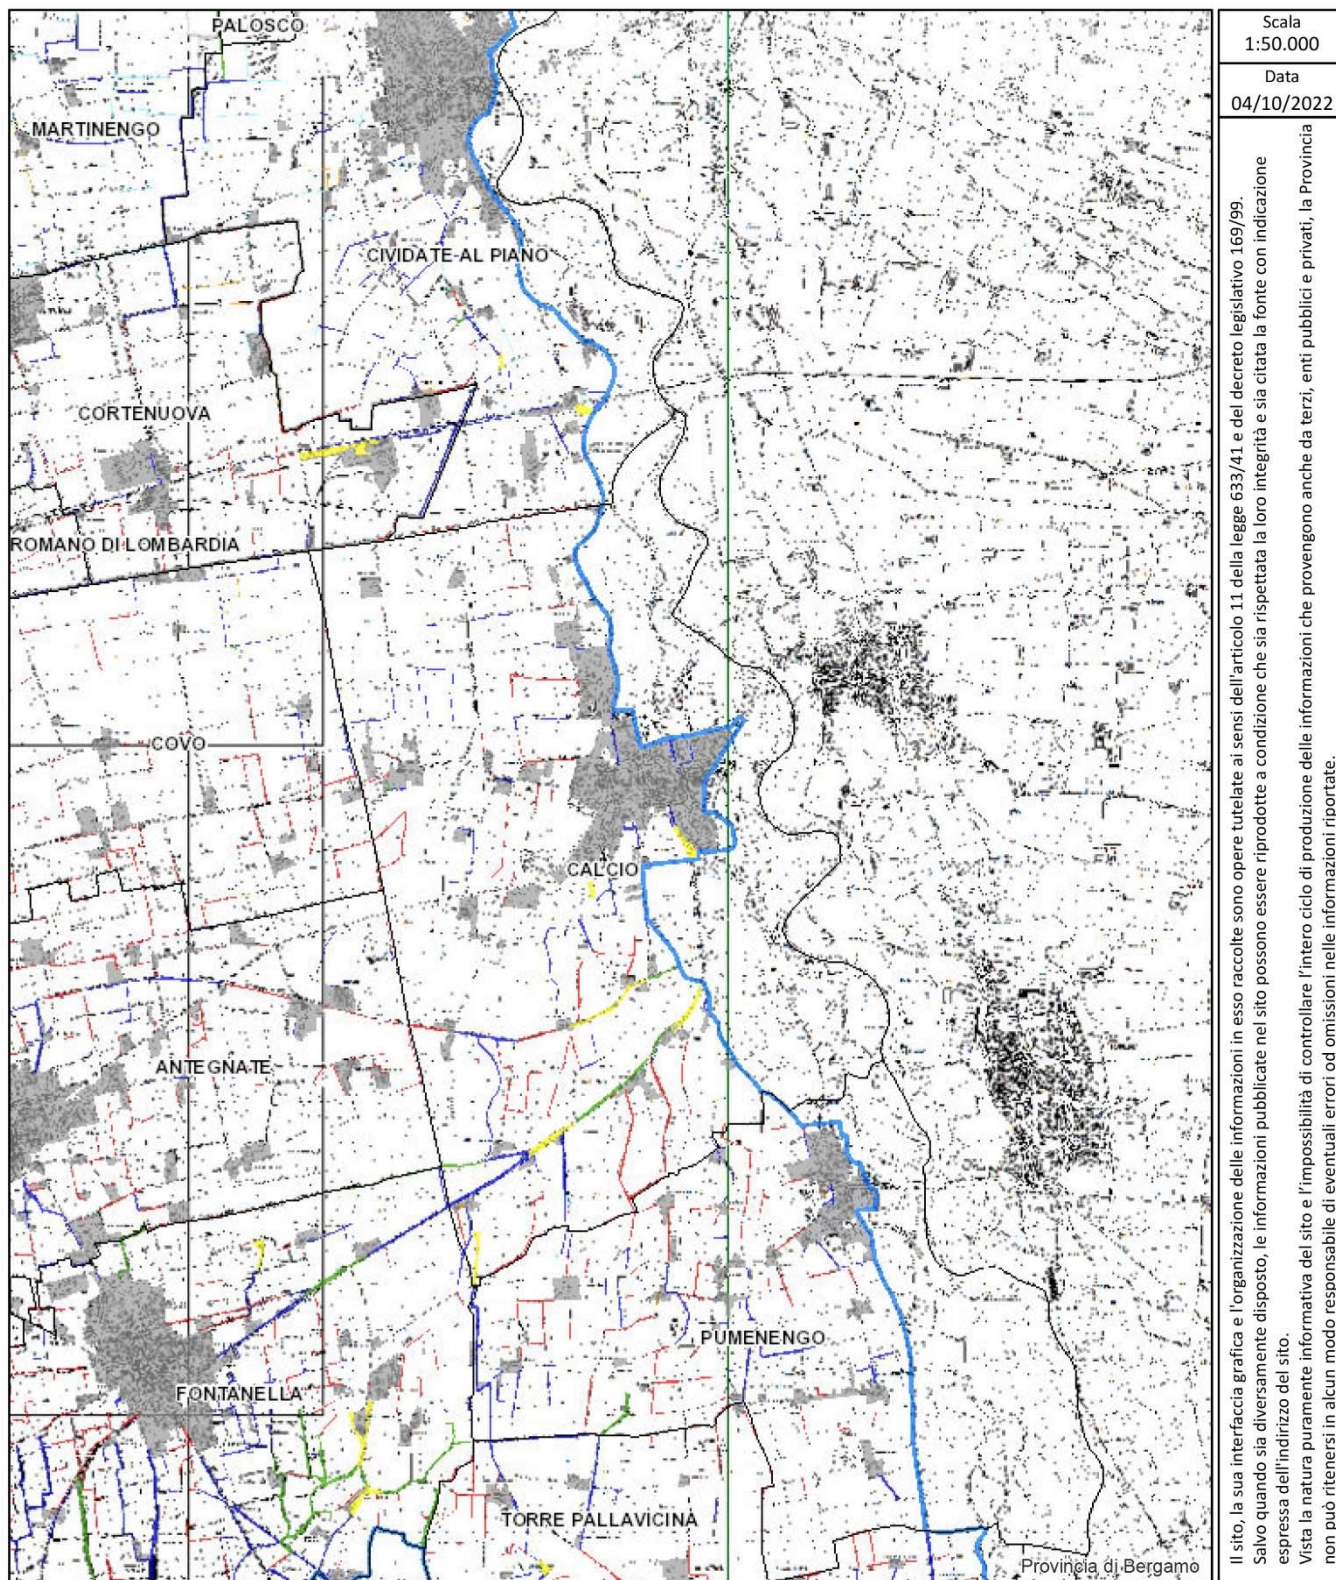 PALOSCO
MARTINENGO
CIVIDATE AL PIANO
CORTENUOVA
ROMANO DI LOMBARDIA
COVO
CALCIO
ANTEGNATE
PUMENENGO
FONTANELLA
TORRE PALLAVICINA
Provincia di Bergamo
Scala
1:50.000
Data
04/10/2022
Il sito, la sua interfaccia grafica e l'organizzazione delle informazioni in esso raccolte sono opere tutelate ai sensi dell'articolo 11 della legge 633/41 e del decreto legislativo 169/99.
Salvo quando sia diversamente disposto, le informazioni pubblicate nel sito possono essere riprodotte a condizione che sia rispettata la loro integrità e sia citata la fonte con indicazione
espressa dell'indirizzo del sito.
Vista la natura puramente informativa del sito e l'impossibilità di controllare l'intero ciclo di produzione delle informazioni che provengono anche da terzi, enti pubblici e privati, la Provincia
non può ritenersi in alcun modo responsabile di eventuali errori od omissioni nelle informazioni riportate.